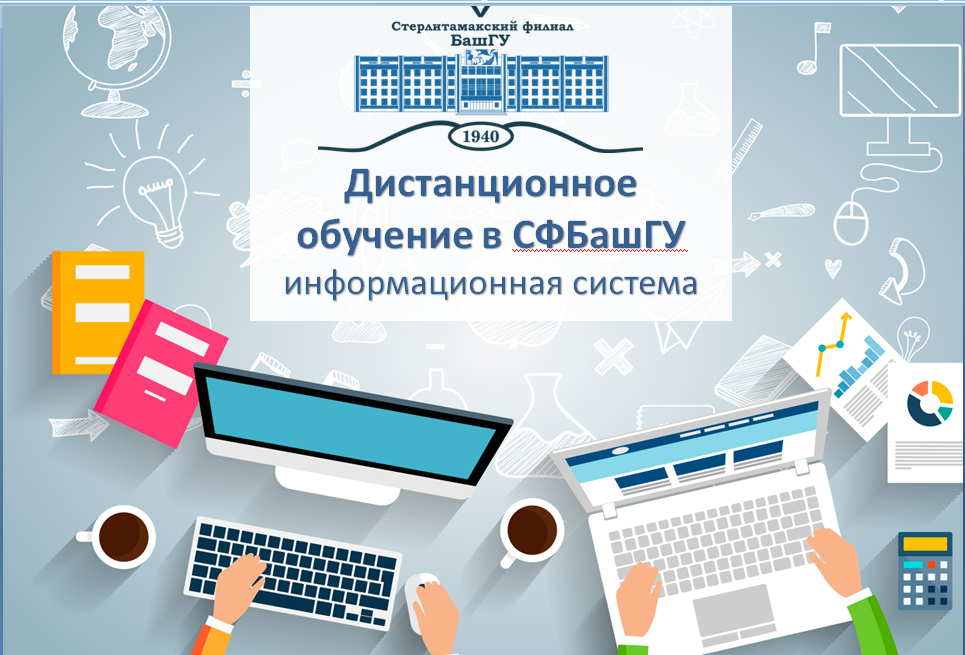 Стерлитамакский филиал
БашГУ
1940
Дистанционное
обучение в СФБашГУ
информационная система